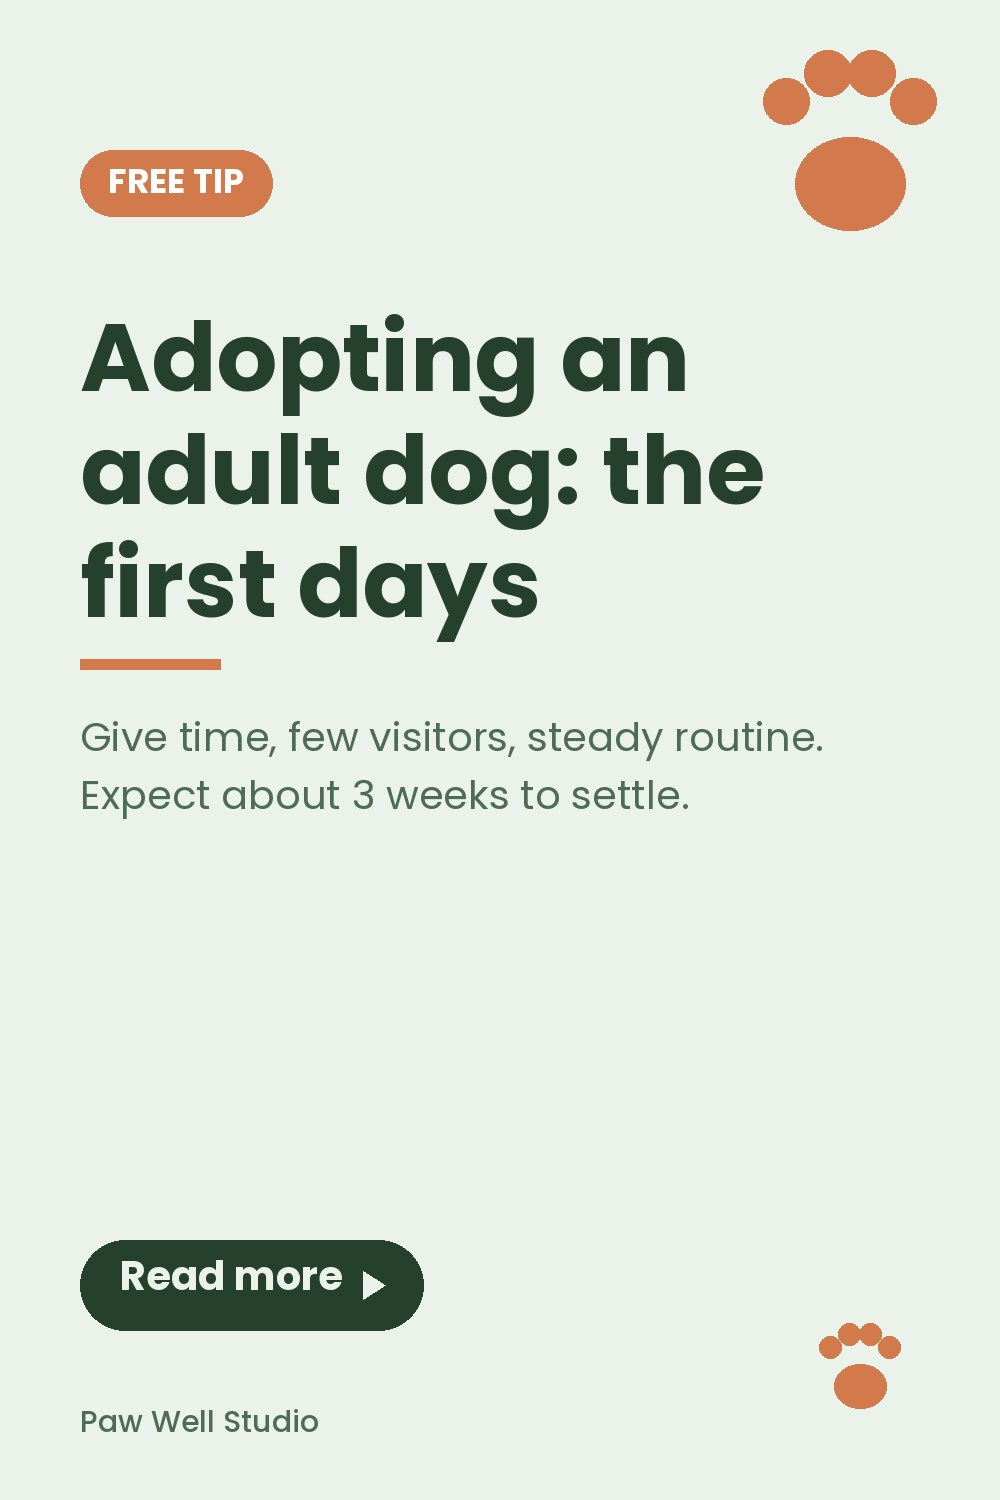 FREE TIP
Adopting an
adult dog: the
first days
Give time, few visitors, steady routine.
Expect about 3 weeks to settle.
Read more
Paw Well Studio